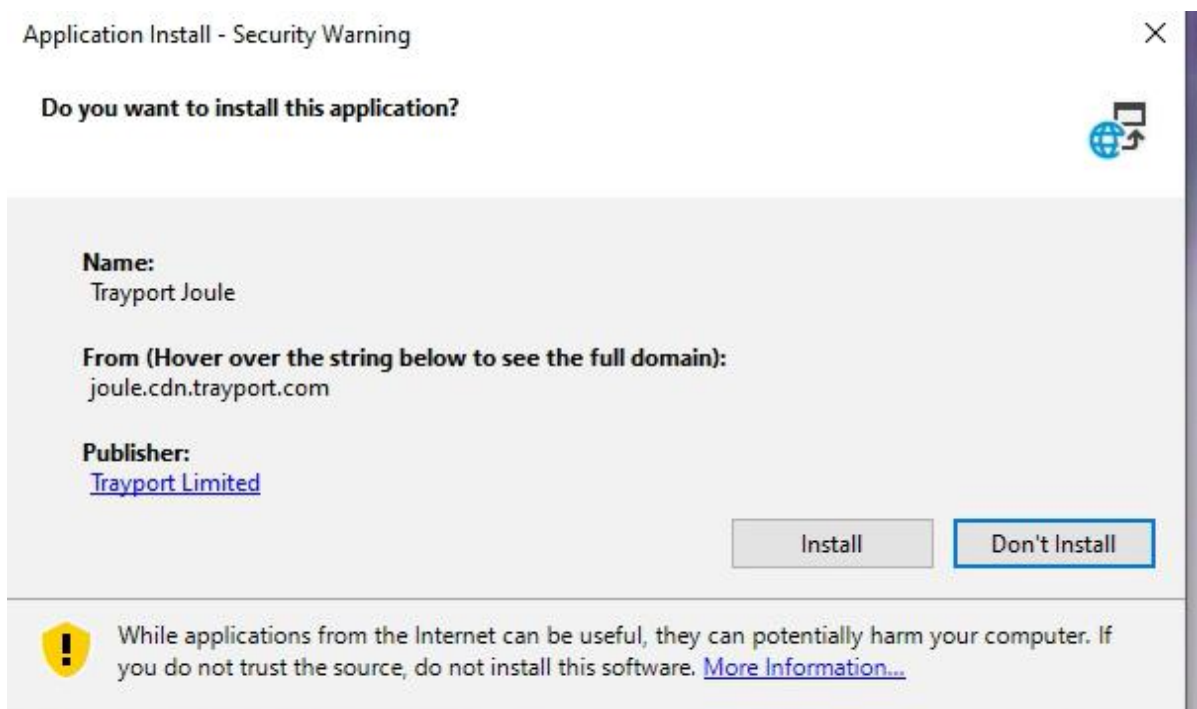 Application Install - Security Warning
Do you want to install this application?
Name:
Trayport Joule
From (Hover over the string below to see the full domain):
joule.cdn.trayport.com
Publisher:
Trayport Limited
Install
Don't Install
While applications from the Internet can be useful, they can potentially harm your computer. If
you do not trust the source, do not install this software. More Information...